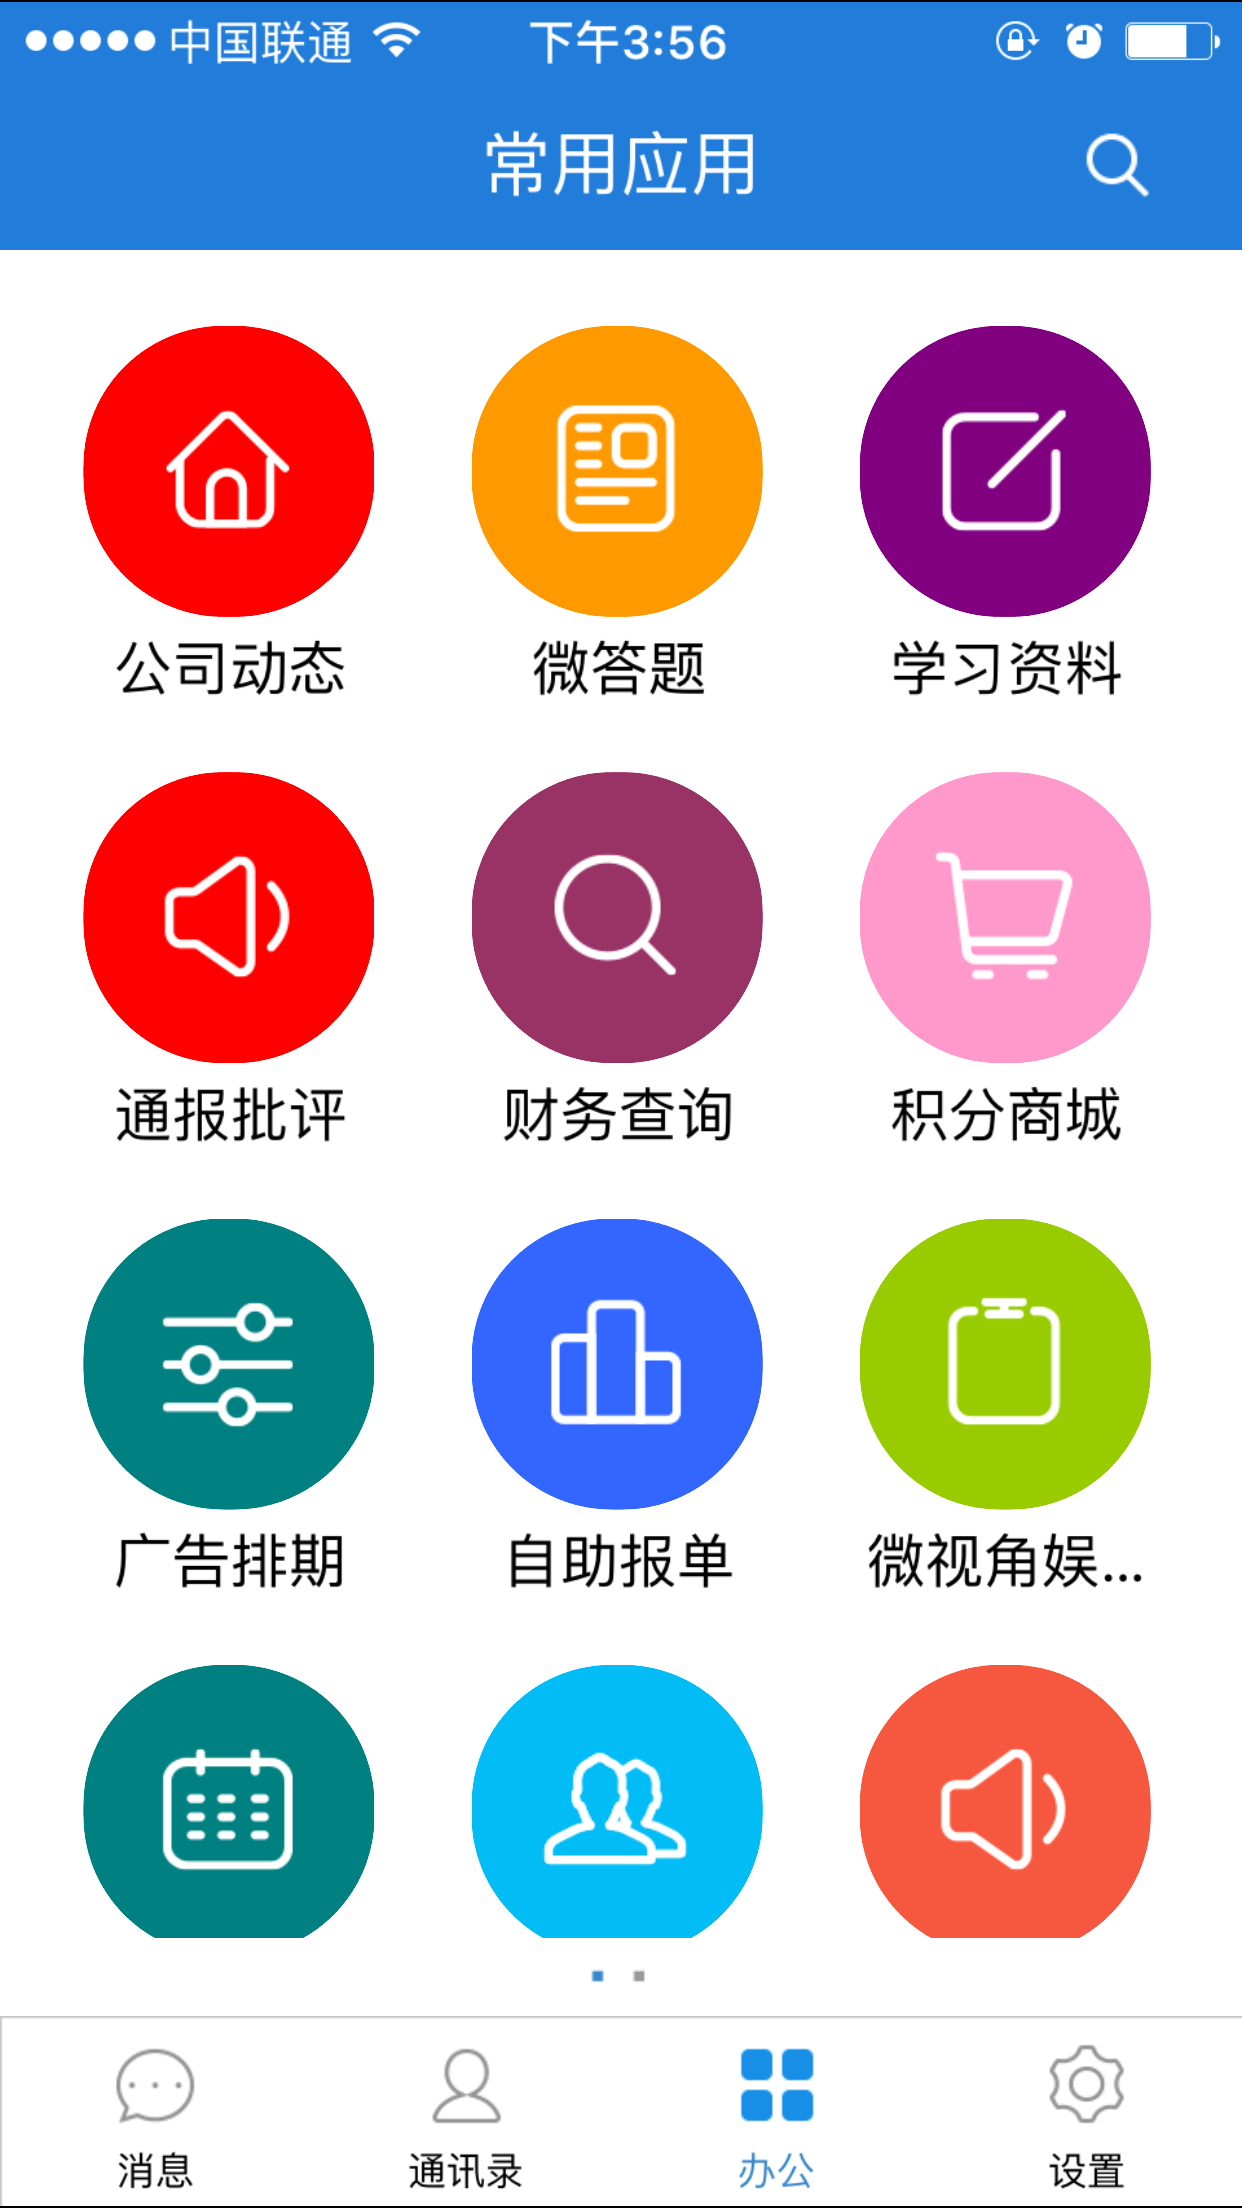 中国联通 下午3:56
常用应用
公司动态 微答题 学习资料
通报批评 财务查询 积分商城
广告排期 自助报单 微视角娱...
消息 通讯录 办公 设置